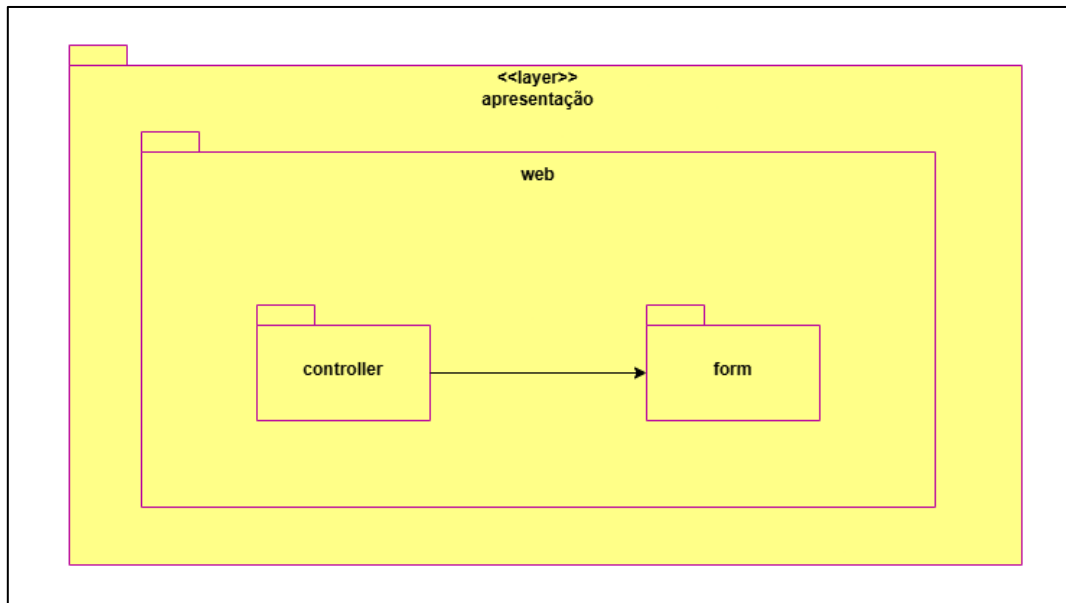 <<layer>>
apresentação
web
controller
form